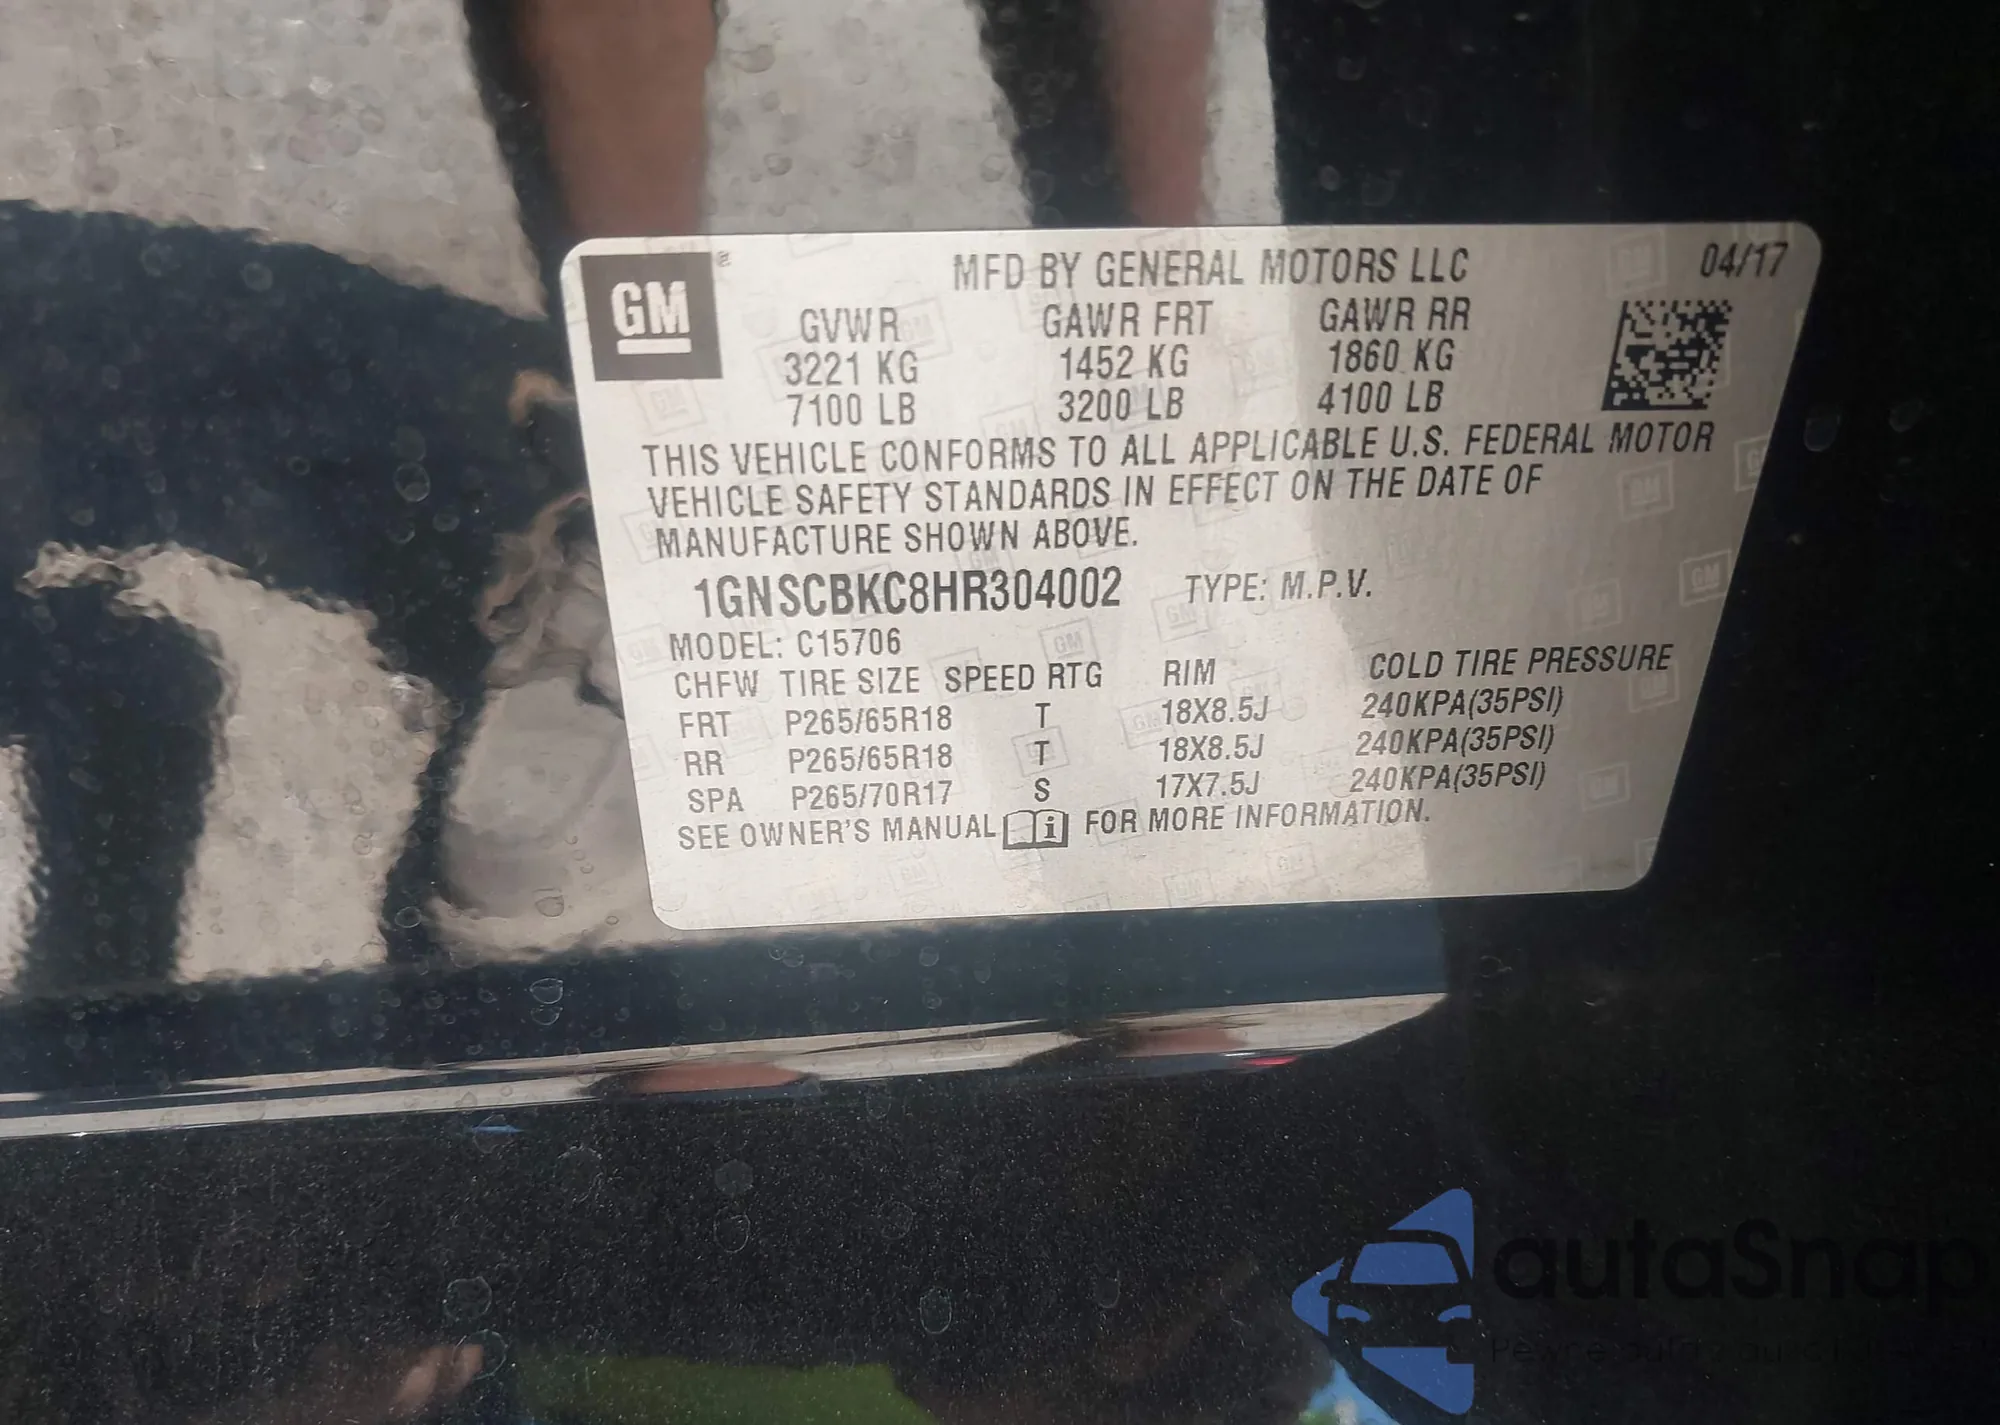 GM ® MFD BY GENERAL MOTORS LLC 04/17
GVWR GAWR FRT GAWR RR
3221 KG 1452 KG 1860 KG
7100 LB 3200 LB 4100 LB
THIS VEHICLE CONFORMS TO ALL APPLICABLE U.S. FEDERAL MOTOR
VEHICLE SAFETY STANDARDS IN EFFECT ON THE DATE OF
MANUFACTURE SHOWN ABOVE.
1GNSCBKC8HR304002 TYPE: M.P.V.
MODEL: C15706
CHFW TIRE SIZE SPEED RTG RIM COLD TIRE PRESSURE
FRT P265/65R18 T 18X8.5J 240KPA(35PSI)
RR P265/65R18 T 18X8.5J 240KPA(35PSI)
SPA P265/70R17 S 17X7.5J 240KPA(35PSI)
SEE OWNER'S MANUAL i FOR MORE INFORMATION.
autaSnap
Pewne auta z